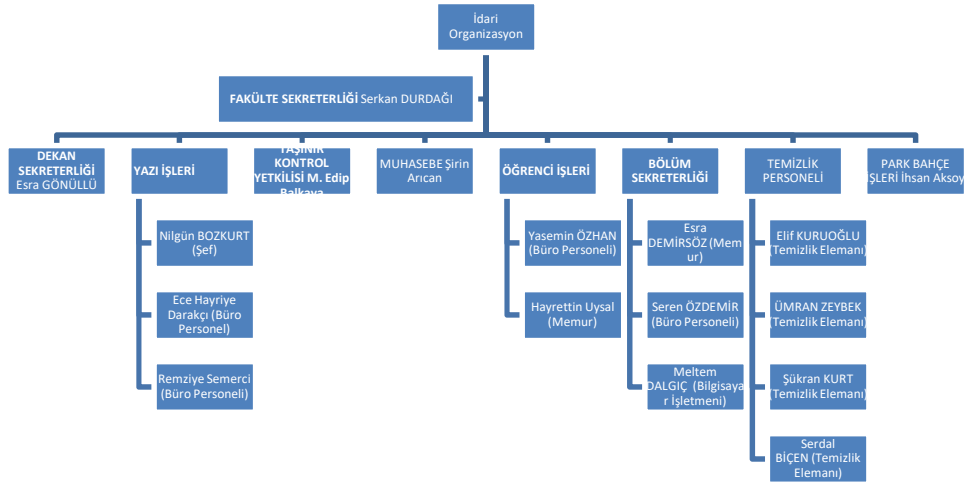 İdari
Organizasyon
FAKÜLTE SEKRETERLİĞİ Serkan DURDAĞI
DEKAN
SEKRETERLİĞİ
Esra GÖNÜLLÜ
YAZI İŞLERİ
TAŞINIR
KONTROL
YETKİLİSİ M. Edip
Balkaya
MUHASEBE Şirin
Arıcan
ÖĞRENCİ İŞLERİ
BÖLÜM
SEKRETERLİĞİ
TEMİZLİK
PERSONELİ
PARK BAHÇE
İŞLERİ İhsan Aksoy
Nilgün BOZKURT
(Şef)
Ece Hayriye
Darakçı (Büro
Personel)
Remziye Semerci
(Büro Personeli)
Yasemin ÖZHAN
(Büro Personeli)
Hayrettin Uysal
(Memur)
Esra
DEMİRSÖZ (Mem
ur)
Seren ÖZDEMİR
(Büro Personeli)
Meltem
DALGIÇ (Bilgisaya
r İşletmeni)
Elif KURUOĞLU
(Temizlik Elemanı)
ÜMRAN ZEYBEK
(Temizlik Elemanı)
Şükran KURT
(Temizlik Elemanı)
Serdal
BİÇEN (Temizlik
Elemanı)